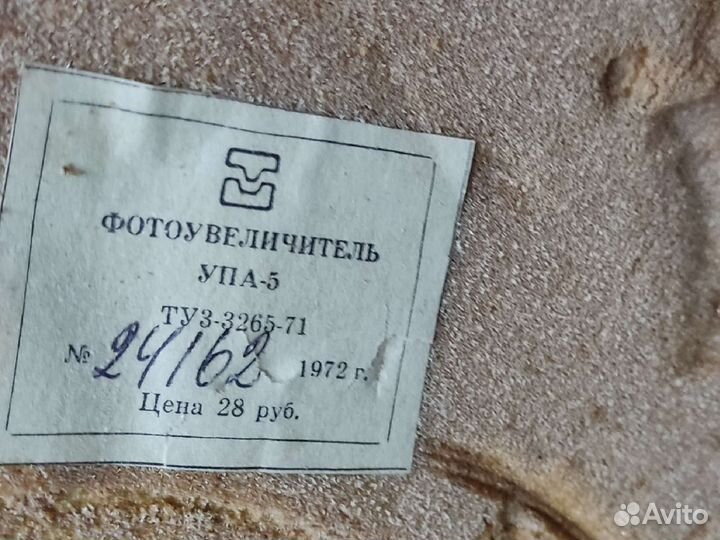 ФОТОУВЕЛИЧИТЕЛЬ
УПА-5
ТУ3-3265-71
№ 24162 1972 г.
Цена 28 руб.
Avito